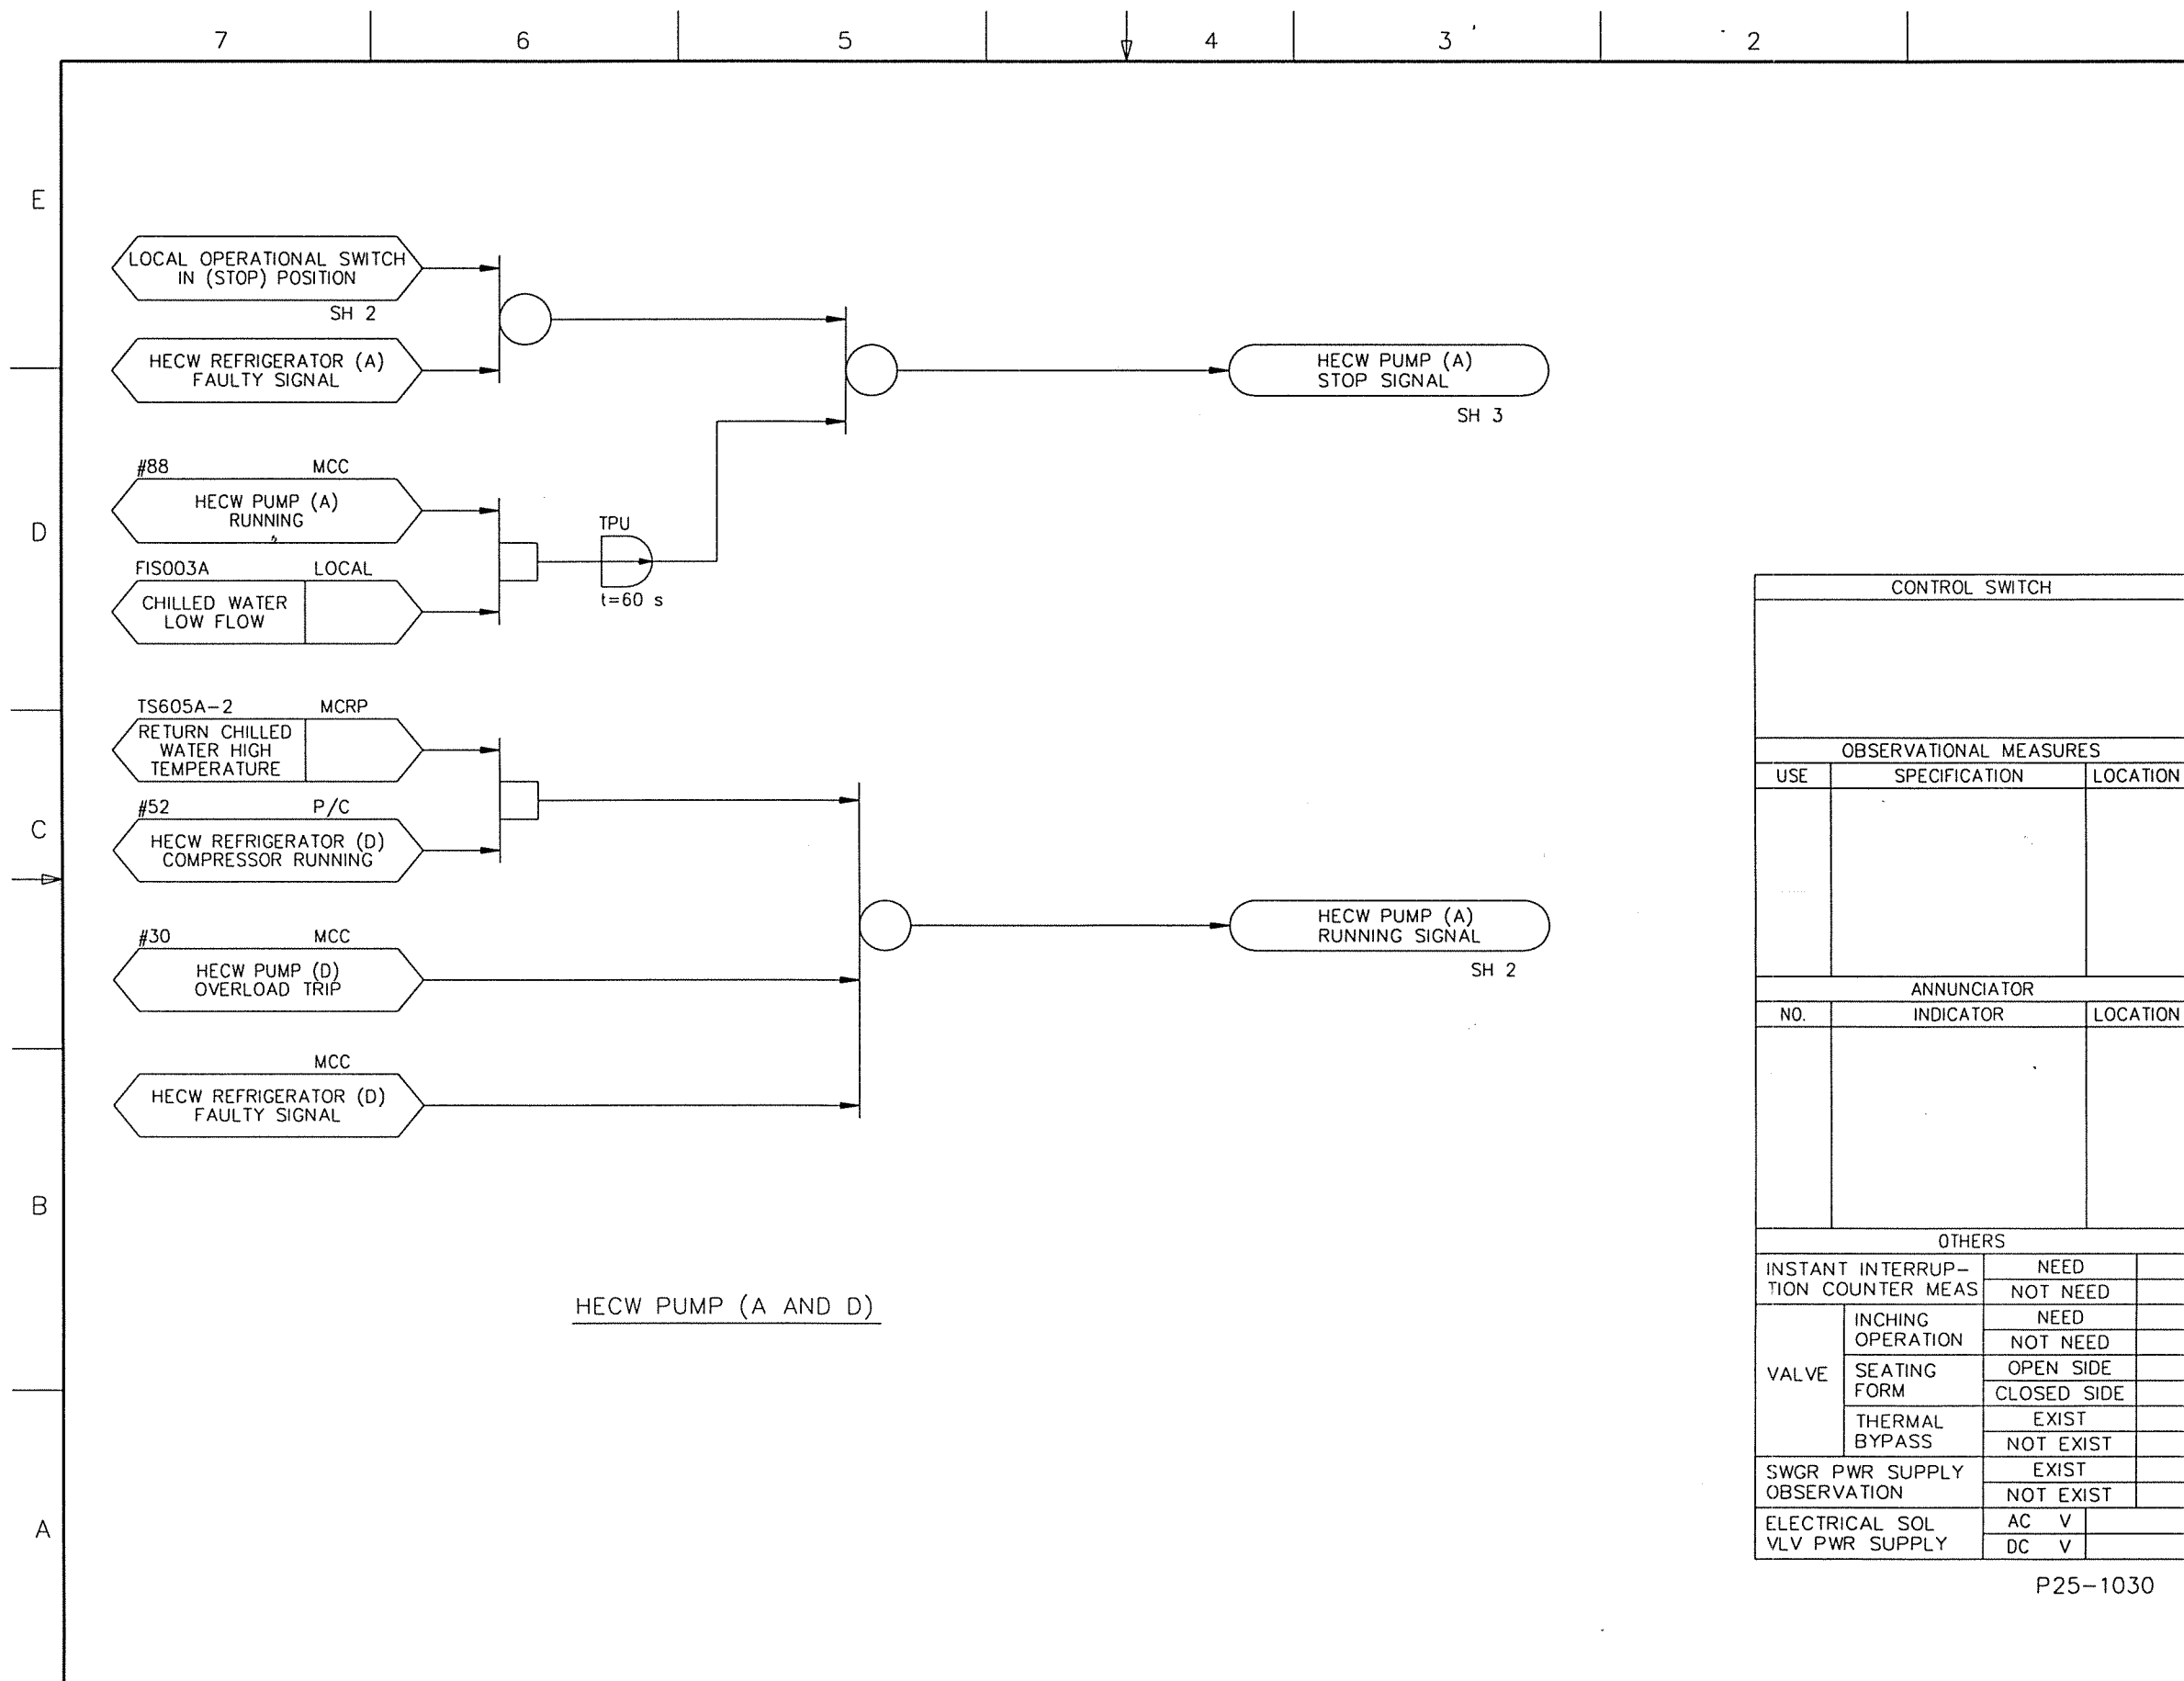 7 6 5 4 3 2
E
LOCAL OPERATIONAL SWITCH
IN (STOP) POSITION
SH 2
HECW REFRIGERATOR (A)
FAULTY SIGNAL
HECW PUMP (A)
STOP SIGNAL
SH 3
D
#88 MCC
HECW PUMP (A)
RUNNING
TPU
t=60 s
FIS003A LOCAL
CHILLED WATER
LOW FLOW
C
TS605A-2 MCRP
RETURN CHILLED
WATER HIGH
TEMPERATURE
#52 P/C
HECW REFRIGERATOR (D)
COMPRESSOR RUNNING
#30 MCC
HECW PUMP (D)
OVERLOAD TRIP
HECW PUMP (A)
RUNNING SIGNAL
SH 2
MCC
HECW REFRIGERATOR (D)
FAULTY SIGNAL
B
HECW PUMP (A AND D)
A
CONTROL SWITCH
OBSERVATIONAL MEASURES
USE SPECIFICATION LOCATION
ANNUNCIATOR
NO. INDICATOR LOCATION
OTHERS
INSTANT INTERRUP-
TION COUNTER MEAS
NEED
NOT NEED
VALVE
INCHING
OPERATION
NEED
NOT NEED
SEATING
FORM
OPEN SIDE
CLOSED SIDE
THERMAL
BYPASS
EXIST
NOT EXIST
SWGR PWR SUPPLY
OBSERVATION
EXIST
NOT EXIST
ELECTRICAL SOL
VLV PWR SUPPLY
AC V
DC V
P25-1030